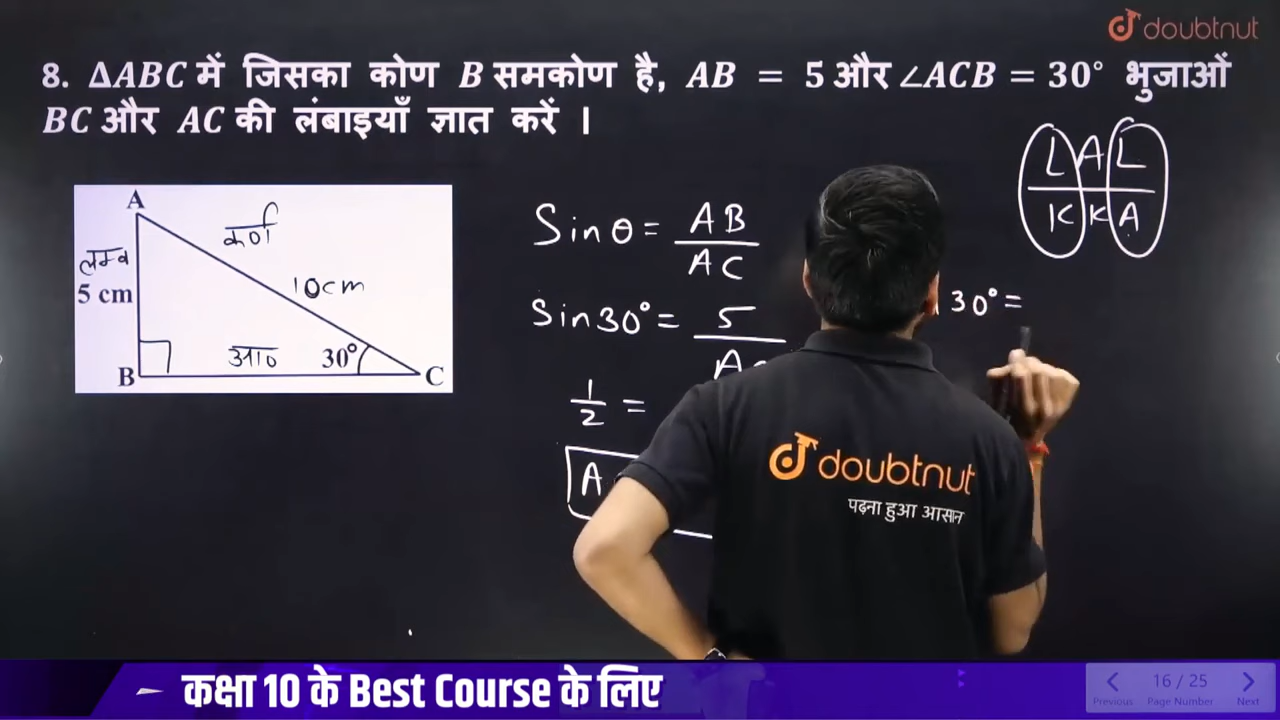 doubtnut
8. ΔABC में जिसका कोण B समकोण है, AB = 5 और ∠ACB = 30° भुजाओं
BC और AC की लंबाइयाँ ज्ञात करें ।
L A L
K K A
A
कर्ण
लम्ब
5 cm
10cm
B
आ०
30°
C
Sinθ = AB
AC
Sin30° = 5
A
1
2 =
A
30° =
doubtnut
पढ़ना हुआ आसान
कक्षा 10 के Best Course के लिए
16 / 25
Previous Page Number Next